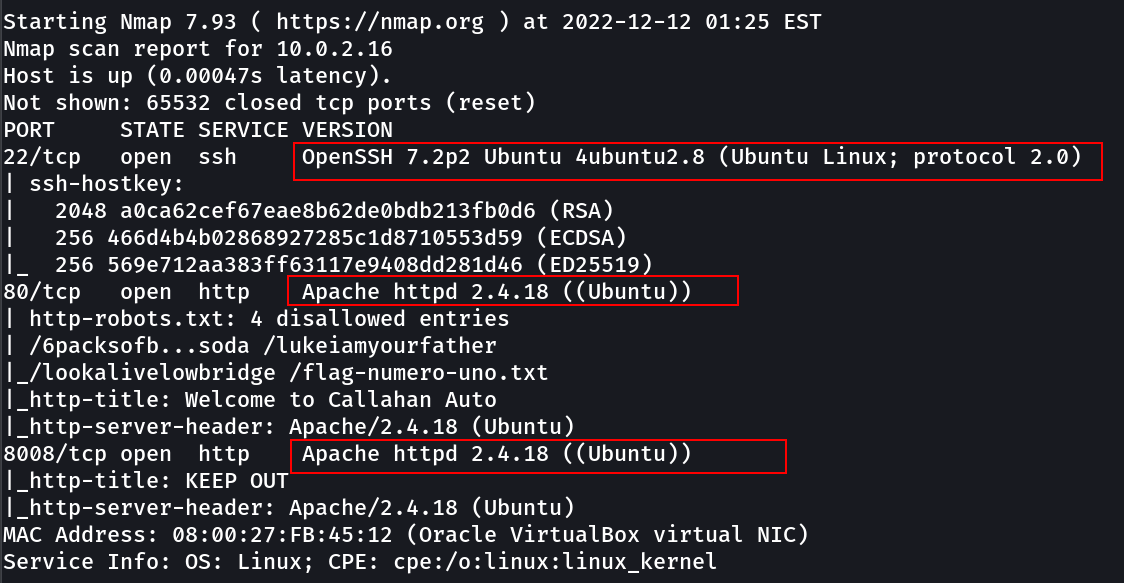 Starting Nmap 7.93 ( https://nmap.org ) at 2022-12-12 01:25 EST
Nmap scan report for 10.0.2.16
Host is up (0.00047s latency).
Not shown: 65532 closed tcp ports (reset)
PORT     STATE SERVICE VERSION
22/tcp   open  ssh     OpenSSH 7.2p2 Ubuntu 4ubuntu2.8 (Ubuntu Linux; protocol 2.0)
| ssh-hostkey:
|   2048 a0ca62cef67eae8b62de0bdb213fb0d6 (RSA)
|   256 466d4b4b02868927285c1d8710553d59 (ECDSA)
|_  256 569e712aa383ff63117e9408dd281d46 (ED25519)
80/tcp   open  http    Apache httpd 2.4.18 ((Ubuntu))
| http-robots.txt: 4 disallowed entries
| /6packsofb...soda /lukeiamyourfather
|_/lookalivelowbridge /flag-numero-uno.txt
|_http-title: Welcome to Callahan Auto
|_http-server-header: Apache/2.4.18 (Ubuntu)
8008/tcp open  http    Apache httpd 2.4.18 ((Ubuntu))
|_http-title: KEEP OUT
|_http-server-header: Apache/2.4.18 (Ubuntu)
MAC Address: 08:00:27:FB:45:12 (Oracle VirtualBox virtual NIC)
Service Info: OS: Linux; CPE: cpe:/o:linux:linux_kernel